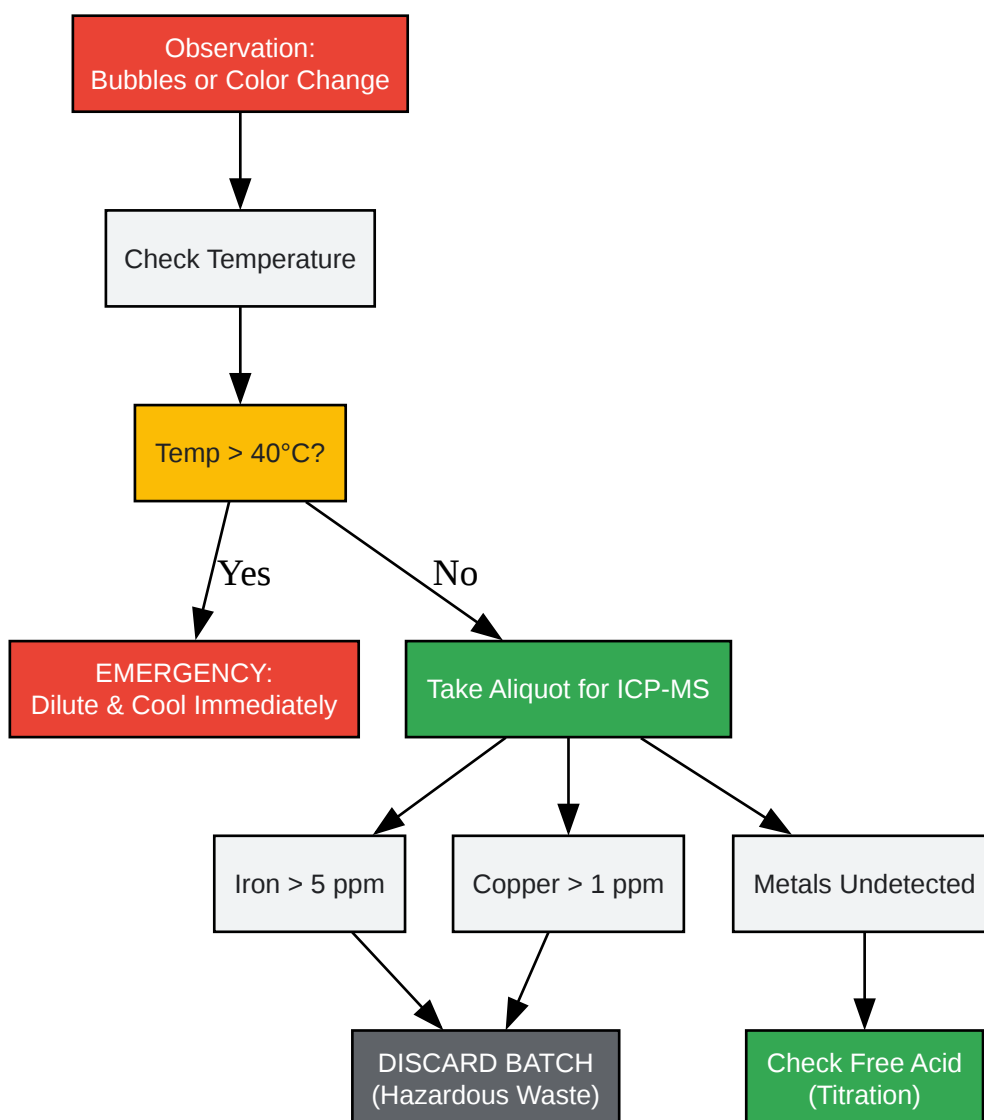 Observation:
Bubbles or Color Change
Check Temperature
Temp > 40°C?
Yes
No
EMERGENCY:
Dilute & Cool Immediately
Take Aliquot for ICP-MS
Iron > 5 ppm
Copper > 1 ppm
Metals Undetected
DISCARD BATCH
(Hazardous Waste)
Check Free Acid
(Titration)